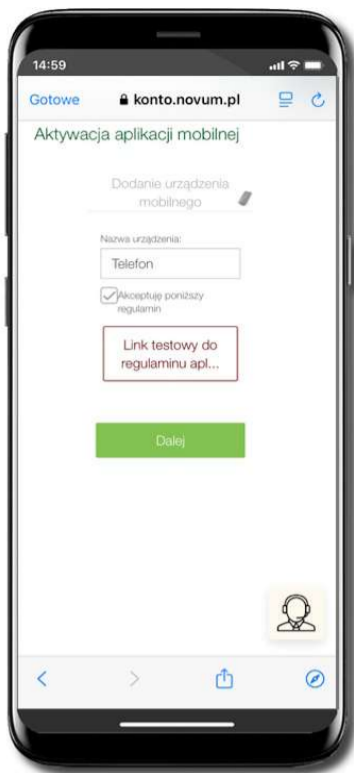 14:59
Gotowe konto.novum.pl
Aktywacja aplikacji mobilnej
Dodanie urządzenia
mobilnego
Nazwa urządzenia:
Telefon
Akceptuję poniższy
regulamin
Link testowy do
regulaminu apl...
Dalej